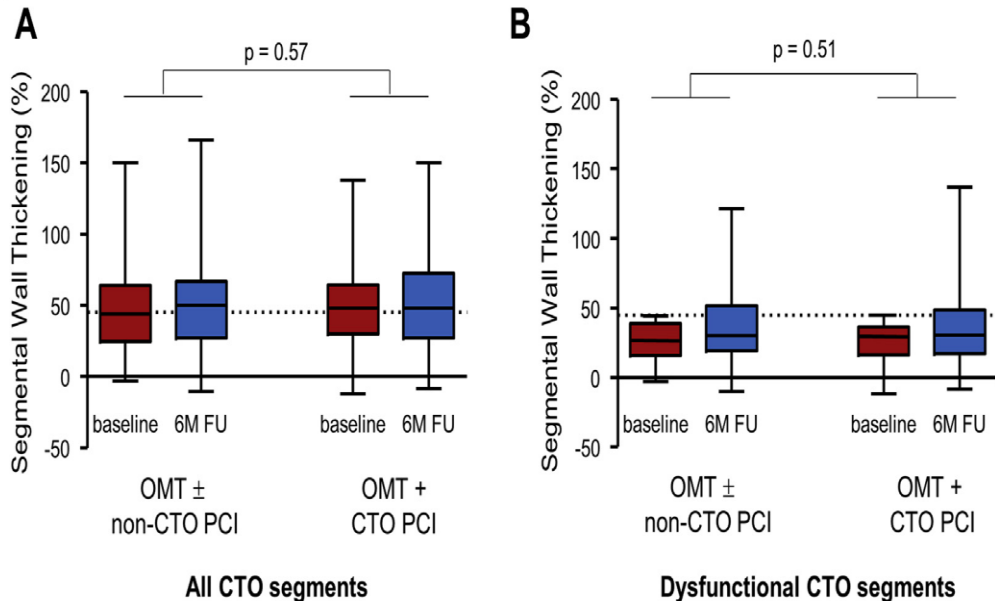 A
p = 0.57
Segmental Wall Thickening (%)
200
150
100
50
0
-50
baseline 6M FU baseline 6M FU
OMT ± non-CTO PCI
OMT + CTO PCI
All CTO segments
B
p = 0.51
Segmental Wall Thickening (%)
200
150
100
50
0
-50
baseline 6M FU baseline 6M FU
OMT ±
non-CTO PCI
OMT +
CTO PCI
Dysfunctional CTO segments